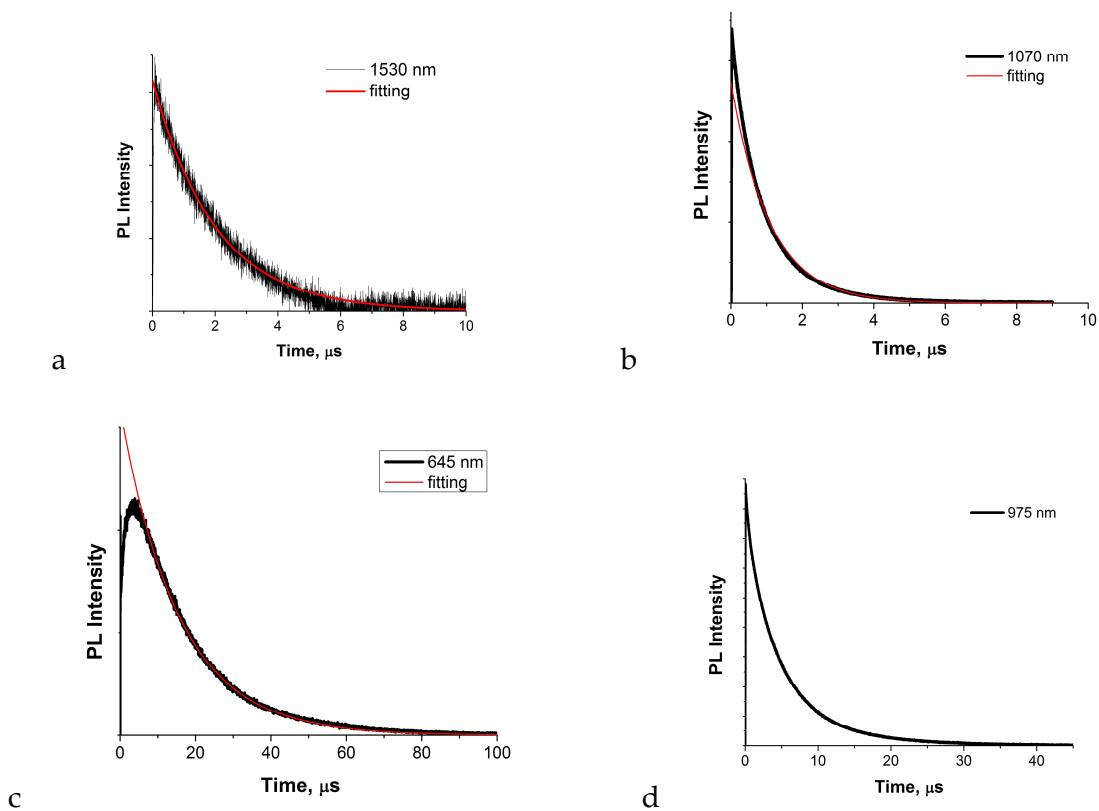 1530 nm
fitting
PL Intensity
0 2 4 6 8 10
Time, μs
a
1070 nm
fitting
PL Intensity
0 2 4 6 8 10
Time, μs
b
645 nm
fitting
PL Intensity
0 20 40 60 80 100
Time, μs
c
975 nm
PL Intensity
0 10 20 30 40
Time, μs
d